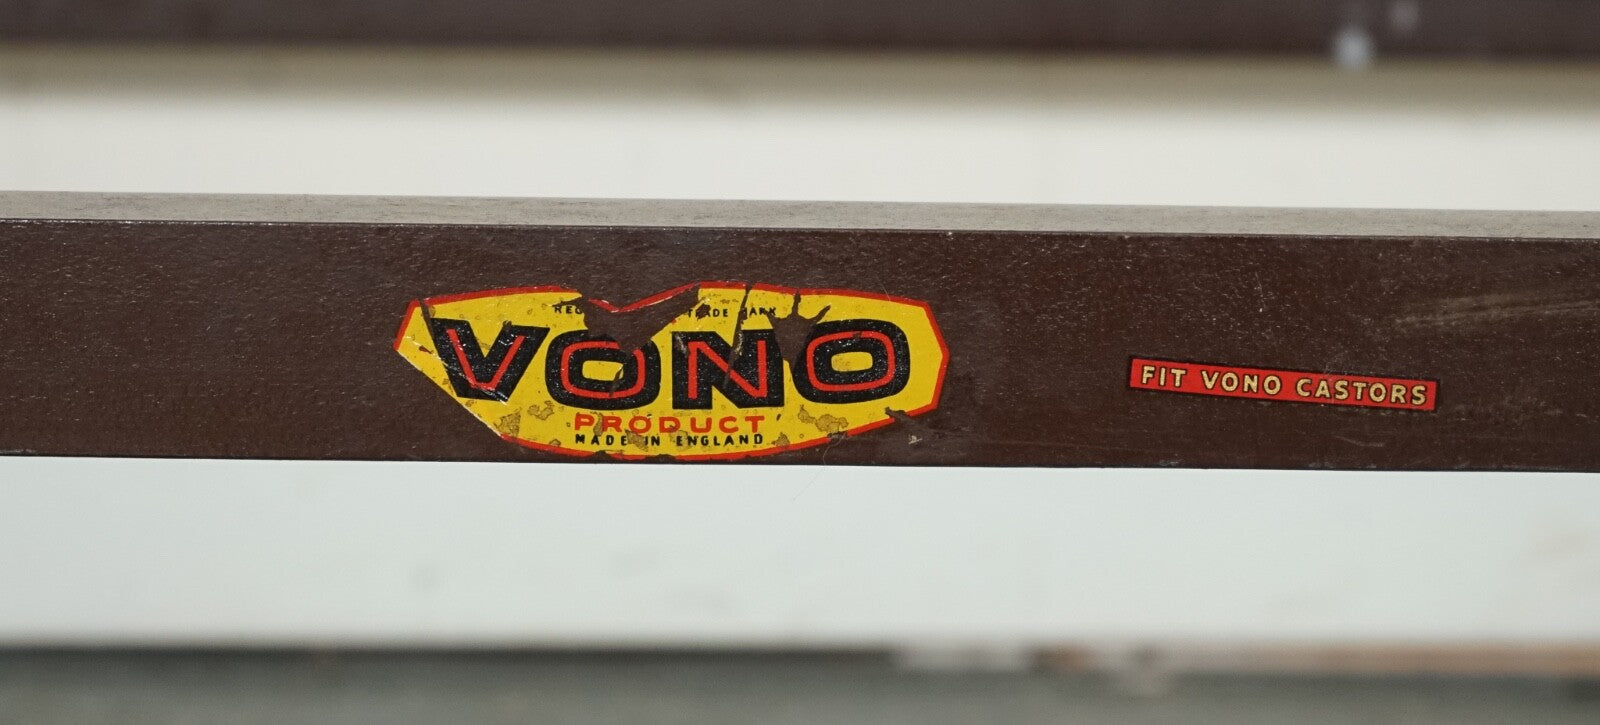 VONO
PRODUCT
MADE IN ENGLAND
FIT VONO CASTORS